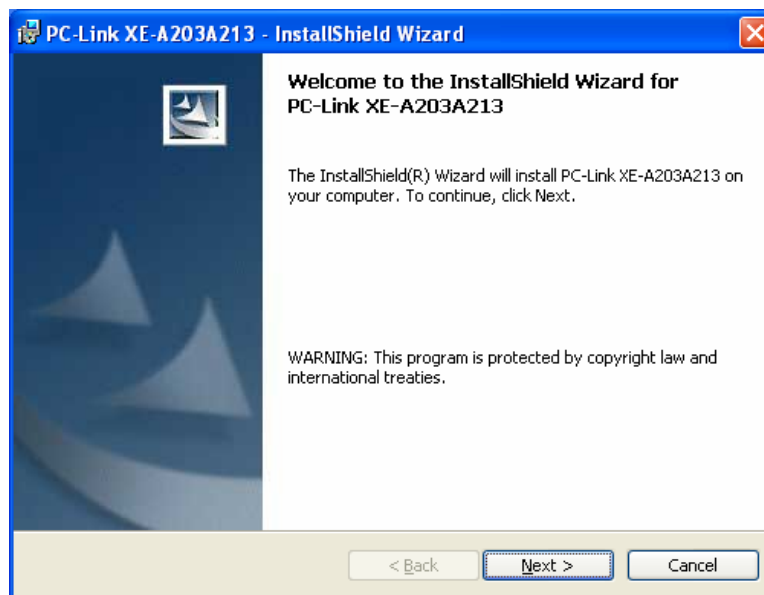 PC-Link XE-A203A213 - InstallShield Wizard
Welcome to the InstallShield Wizard for
PC-Link XE-A203A213
The InstallShield(R) Wizard will install PC-Link XE-A203A213 on
your computer. To continue, click Next.
WARNING: This program is protected by copyright law and
international treaties.
< Back Next > Cancel